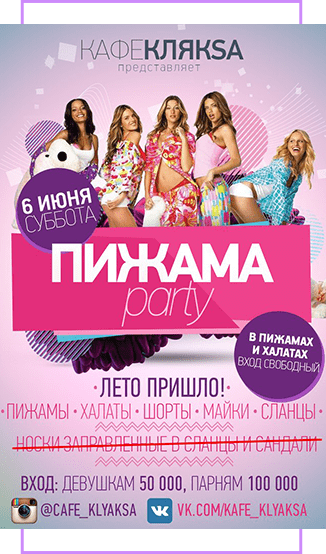 КАФЕКЛЯКSА
представляет
6 ИЮНЯ
СУББОТА
ПИЖАМА
party
В ПИЖАМАХ
И ХАЛАТАХ
ВХОД СВОБОДНЫЙ
•ЛЕТО ПРИШЛО!•
•ПИЖАМЫ • ХАЛАТЫ • ШОРТЫ • МАЙКИ • СЛАНЦЫ•
НОСКИ ЗАПРАВЛЕННЫЕ В СЛАНЦЫ И САНДАЛИ
ВХОД: ДЕВУШКАМ 50 000, ПАРНЯМ 100 000
@CAFE_KLYAKSA VK.COM/KAFE_KLYAKSA